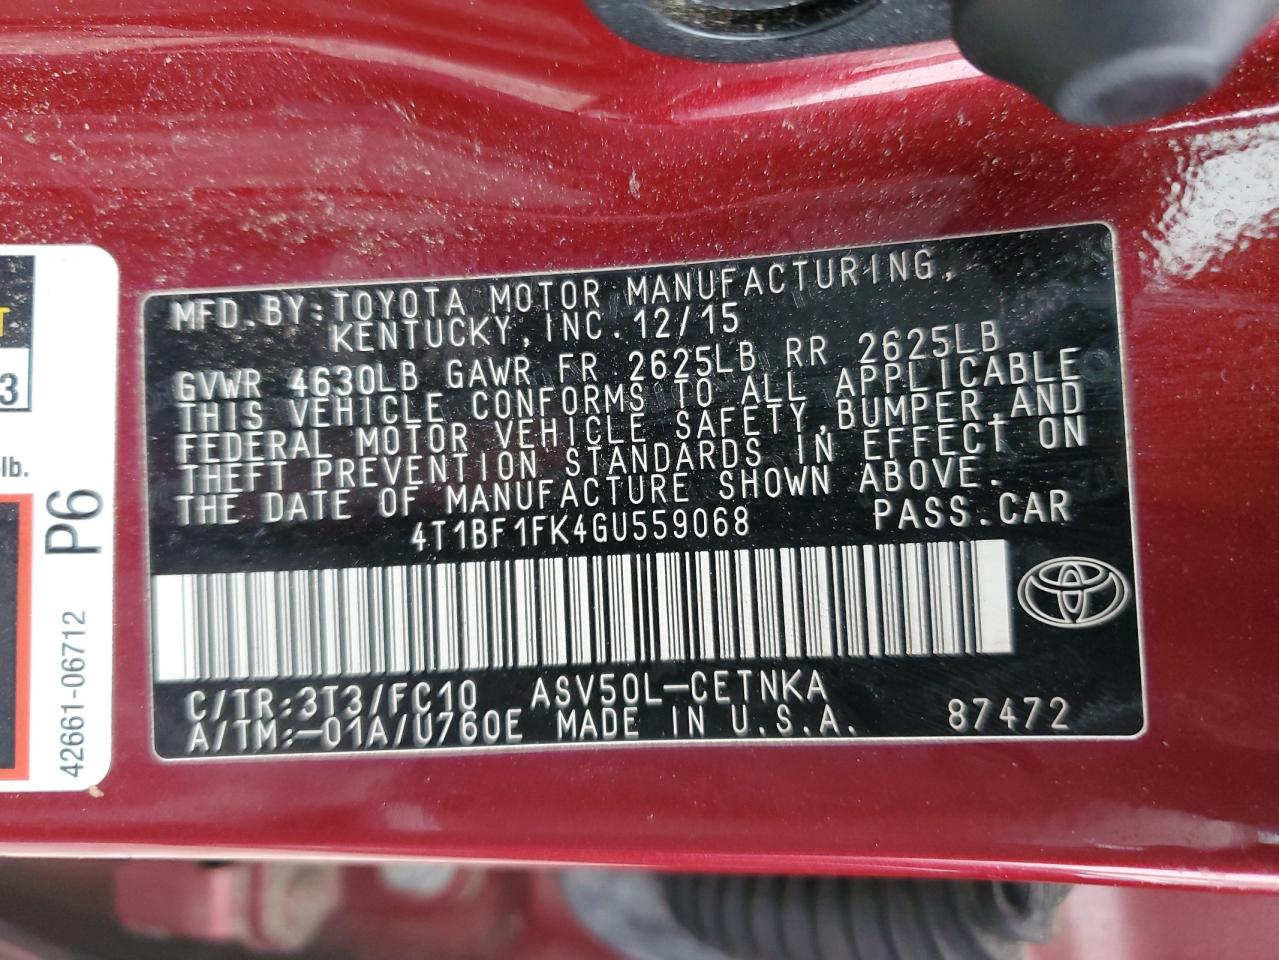 MFD. BY: TOYOTA MOTOR MANUFACTURING,
KENTUCKY, INC. 12/15
GVWR 4630LB GAWR FR 2625LB RR 2625LB
THIS VEHICLE CONFORMS TO ALL APPLICABLE
FEDERAL MOTOR VEHICLE SAFETY, BUMPER, AND
THEFT PREVENTION STANDARDS IN EFFECT ON
THE DATE OF MANUFACTURE SHOWN ABOVE.
4T1BF1FK4GU559068 PASS. CAR
C/TR: 3T3/FC10 ASV50L-CETNKA
A/TM: -01A/U760E MADE IN U.S.A. 87472
T
3
lb.
P6
42661-06712